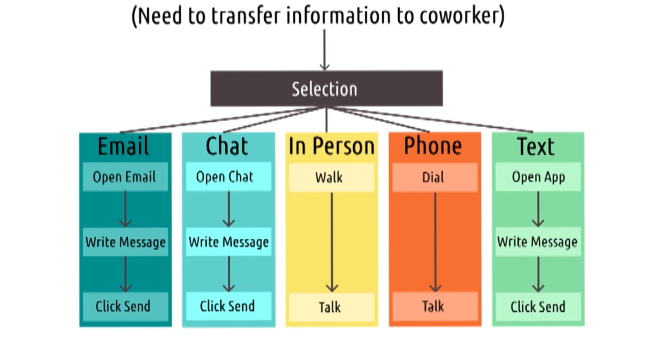 (Need to transfer information to coworker)
Selection
Email
Chat
In Person
Phone
Text
Open Email
Open Chat
Walk
Dial
Open App
Write Message
Write Message
Write Message
Click Send
Click Send
Talk
Talk
Click Send